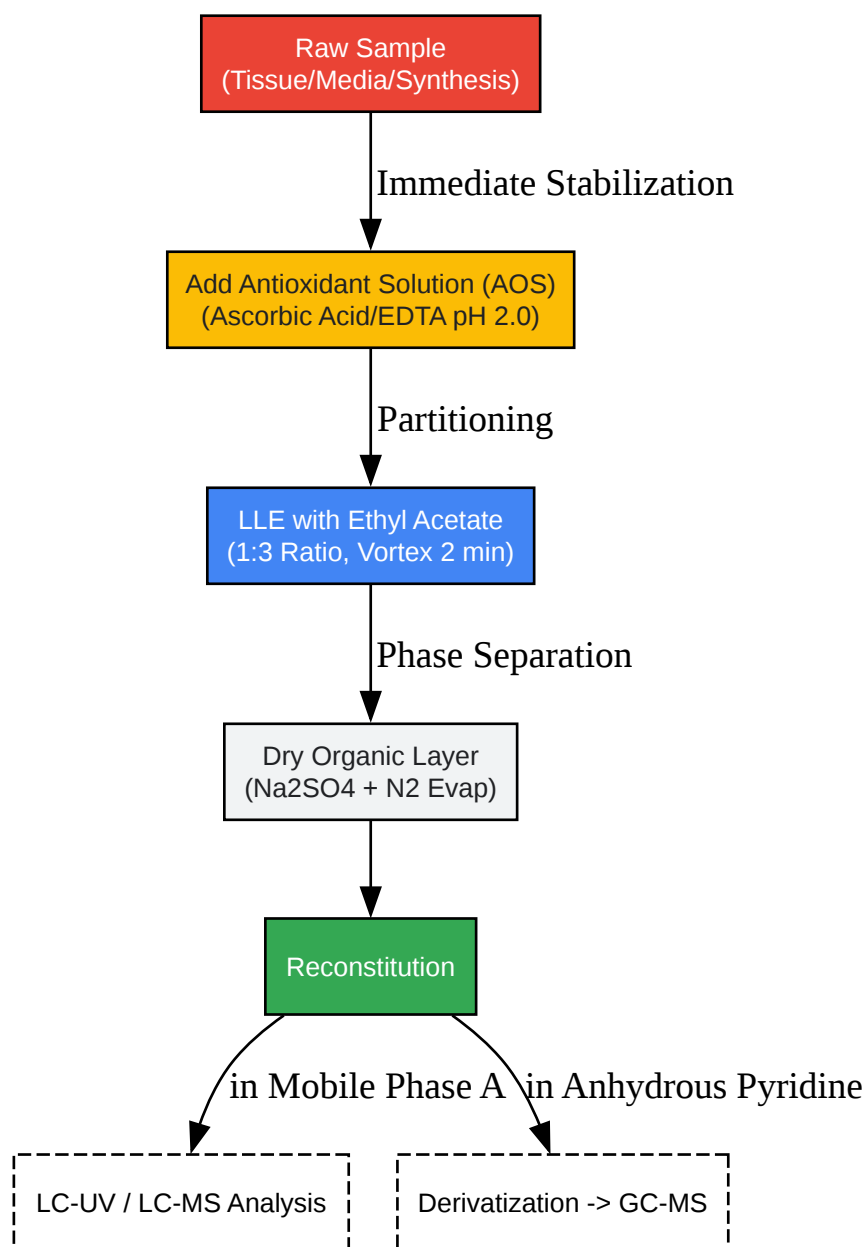 Raw Sample
(Tissue/Media/Synthesis)
Immediate Stabilization
Add Antioxidant Solution (AOS)
(Ascorbic Acid/EDTA pH 2.0)
Partitioning
LLE with Ethyl Acetate
(1:3 Ratio, Vortex 2 min)
Phase Separation
Dry Organic Layer
(Na2SO4 + N2 Evap)
Reconstitution
in Mobile Phase A
in Anhydrous Pyridine
LC-UV / LC-MS Analysis
Derivatization -> GC-MS